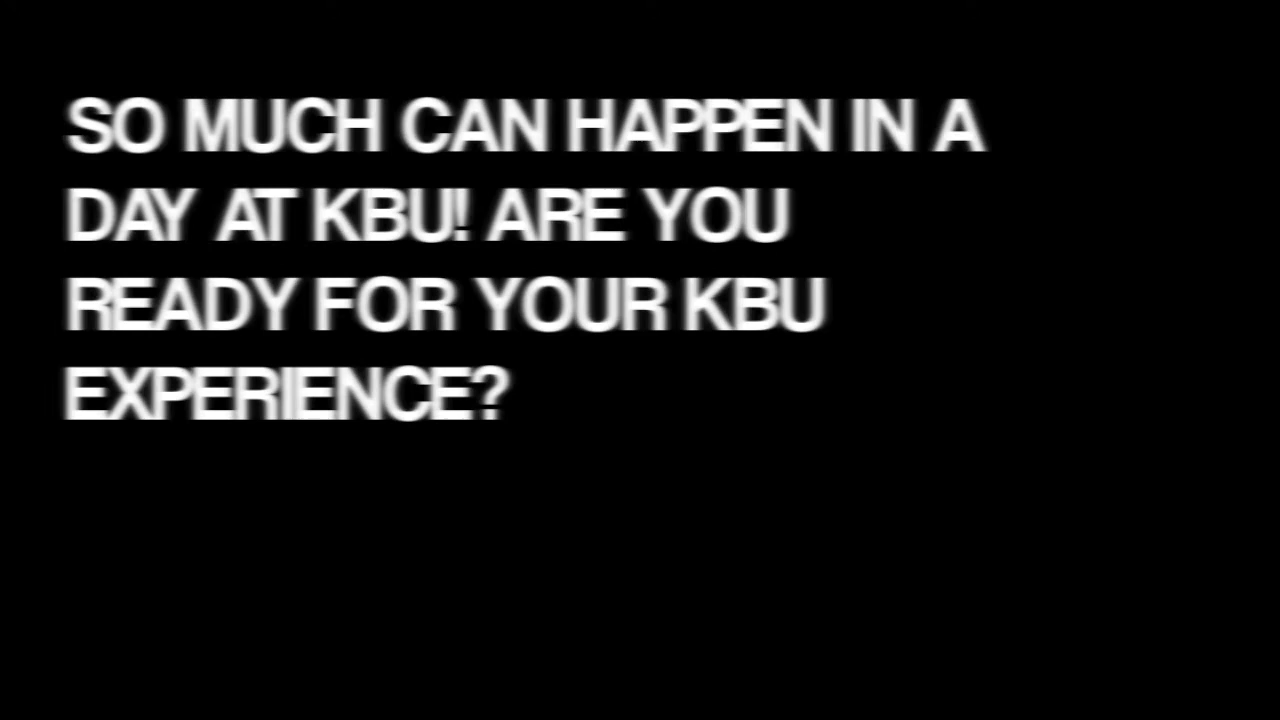 SO MUCH CAN HAPPEN IN A
DAY AT KBU! ARE YOU
READY FOR YOUR KBU
EXPERIENCE?